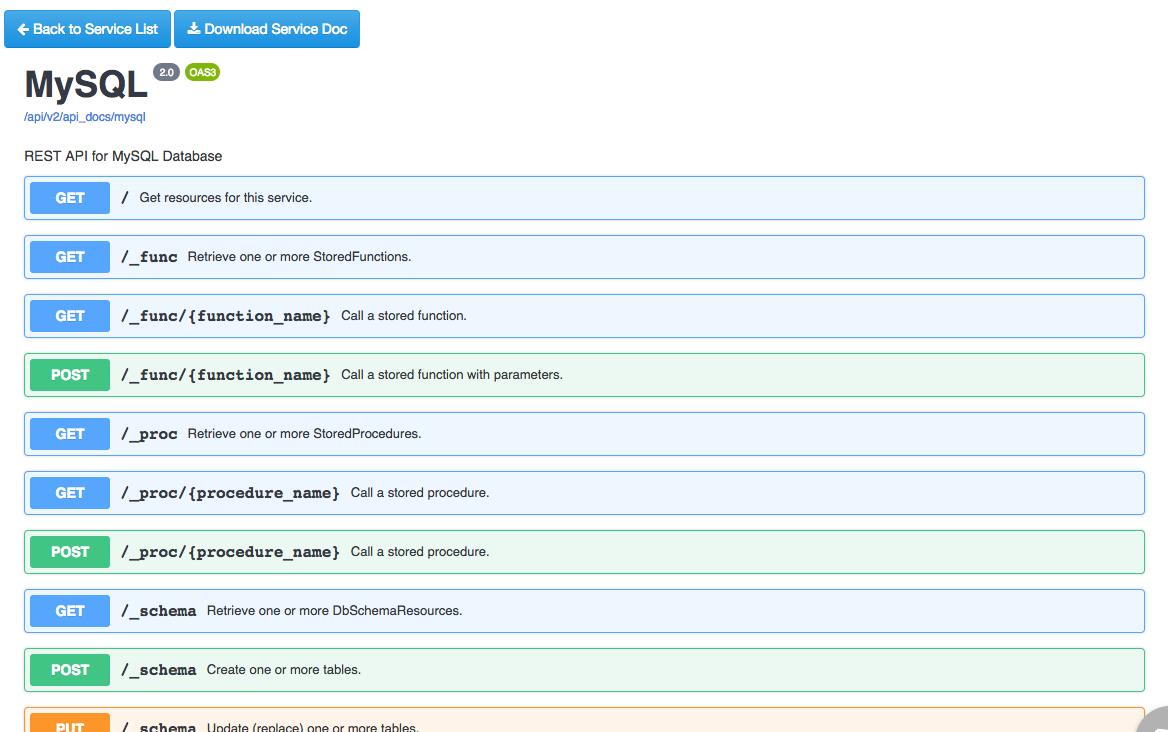 Back to Service List Download Service Doc
MySQL 2.0 OAS3
/api/v2/api_docs/mysql
REST API for MySQL Database
GET / Get resources for this service.
GET /_func Retrieve one or more StoredFunctions.
GET /_func/{function_name} Call a stored function.
POST /_func/{function_name} Call a stored function with parameters.
GET /_proc Retrieve one or more StoredProcedures.
GET /_proc/{procedure_name} Call a stored procedure.
POST /_proc/{procedure_name} Call a stored procedure.
GET /_schema Retrieve one or more DbSchemaResources.
POST /_schema Create one or more tables.
PUT /_schema Update (replace) one or more tables.